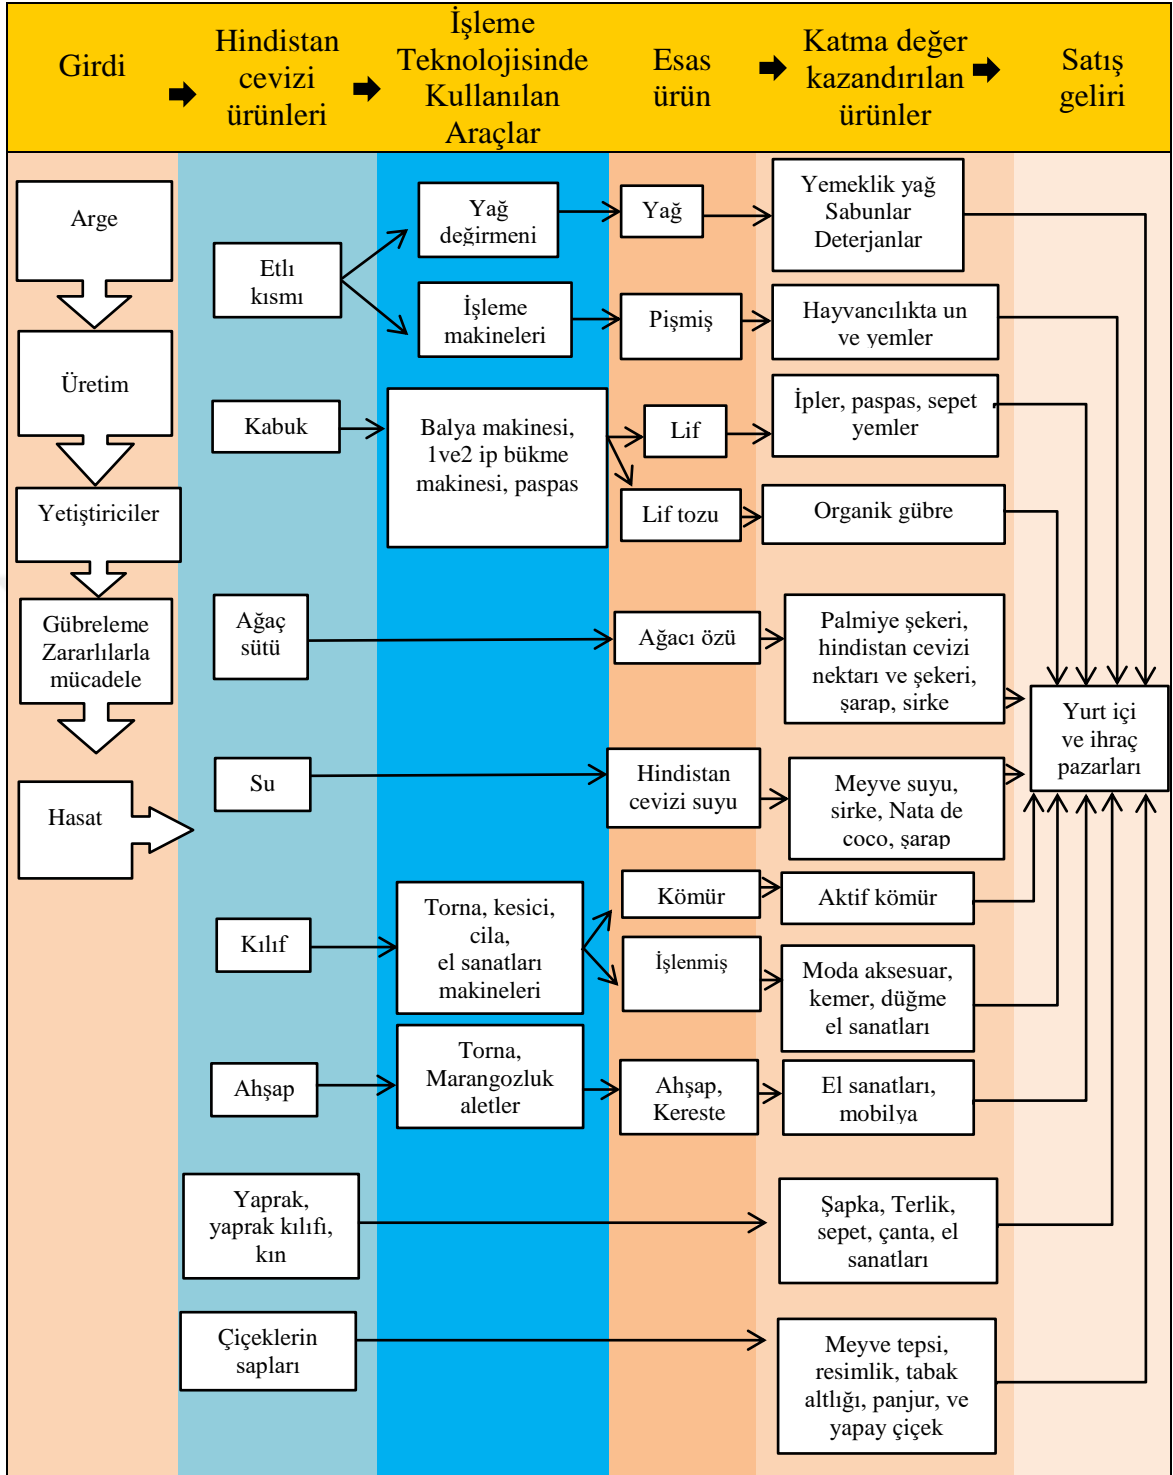 Girdi
Hindistan
cevizi
ürünleri
İşleme
Teknolojisinde
Kullanılan
Araçlar
Esas
ürün
Katma değer
kazandırılan
ürünler
Satış
geliri
Arge
Üretim
Yetiştiriciler
Gübreleme
Zararlılarla
mücadele
Hasat
Etlı
kısmı
Yağ
değirmeni
Yağ
Yemeklik yağ
Sabunlar
Deterjanlar
İşleme
makineleri
Pişmiş
Hayvancılıkta un
ve yemler
Kabuk
Balya makinesi,
1ve2 ip bükme
makinesi, paspas
Lif
İpler, paspas, sepet
yemler
Lif tozu
Organik gübre
Ağaç
sütü
Ağacı özü
Palmiye şekeri,
hindistan cevizi
nektarı ve şekeri,
şarap, sirke
Yurt içi
ve ihraç
pazarları
Su
Hindistan
cevizi suyu
Meyve suyu,
sirke, Nata de
coco, şarap
Kılıf
Torna, kesici,
cila,
el sanatları
makineleri
Kömür
Aktif kömür
İşlenmiş
Moda aksesuar,
kemer, düğme
el sanatları
Ahşap
Torna,
Marangozluk
aletler
Ahşap,
Kereste
El sanatları,
mobilya
Yaprak,
yaprak kılıfı,
kın
Şapka, Terlik,
sepet, çanta, el
sanatları
Çiçeklerin
sapları
Meyve tepsi,
resimlik, tabak
altlığı, panjur, ve
yapay çiçek